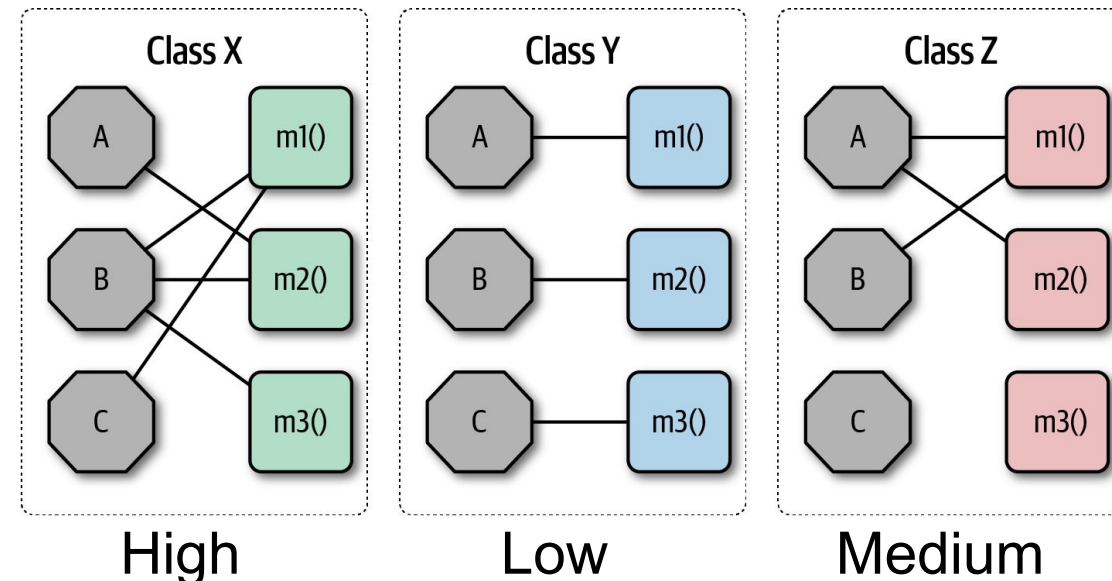 Class X
A
m1()
B
m2()
C
m3()
High
Class Y
A
m1()
B
m2()
C
m3()
Low
Class Z
A
m1()
B
m2()
C
m3()
Medium